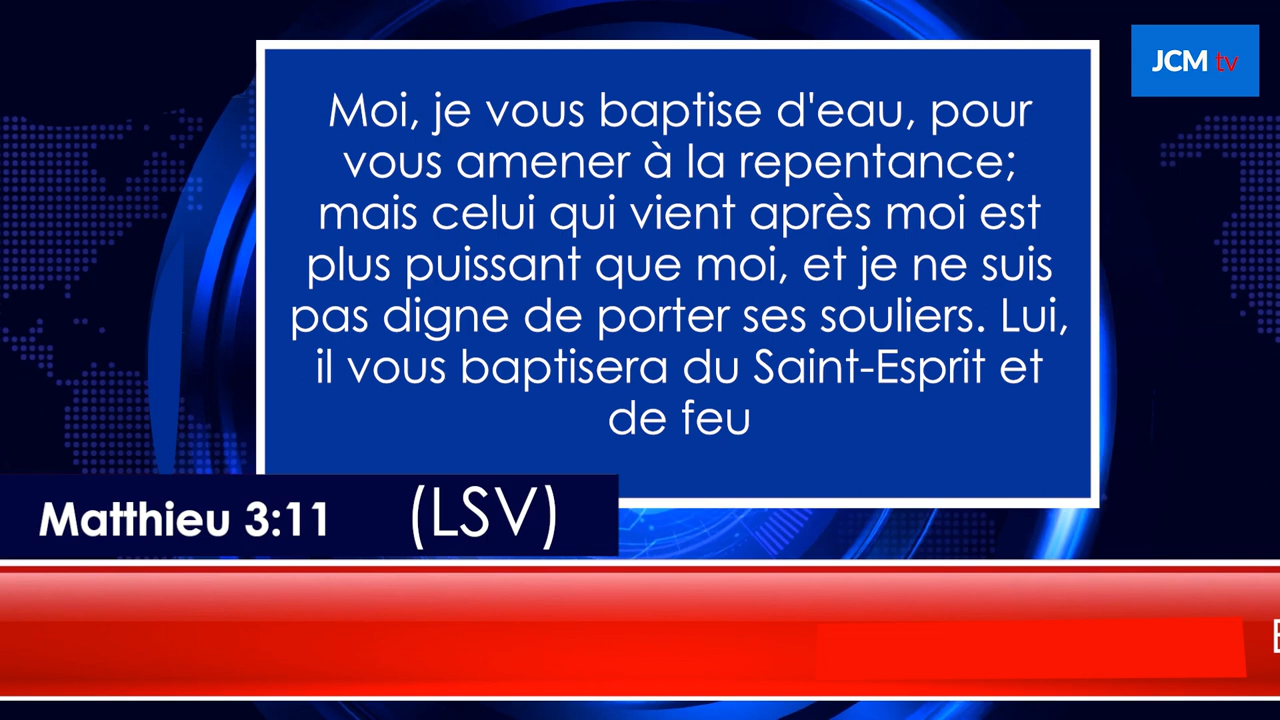 JCM tv
Moi, je vous baptise d'eau, pour
vous amener à la repentance;
mais celui qui vient après moi est
plus puissant que moi, et je ne suis
pas digne de porter ses souliers. Lui,
il vous baptisera du Saint-Esprit et
de feu
Matthieu 3:11 (LSV)